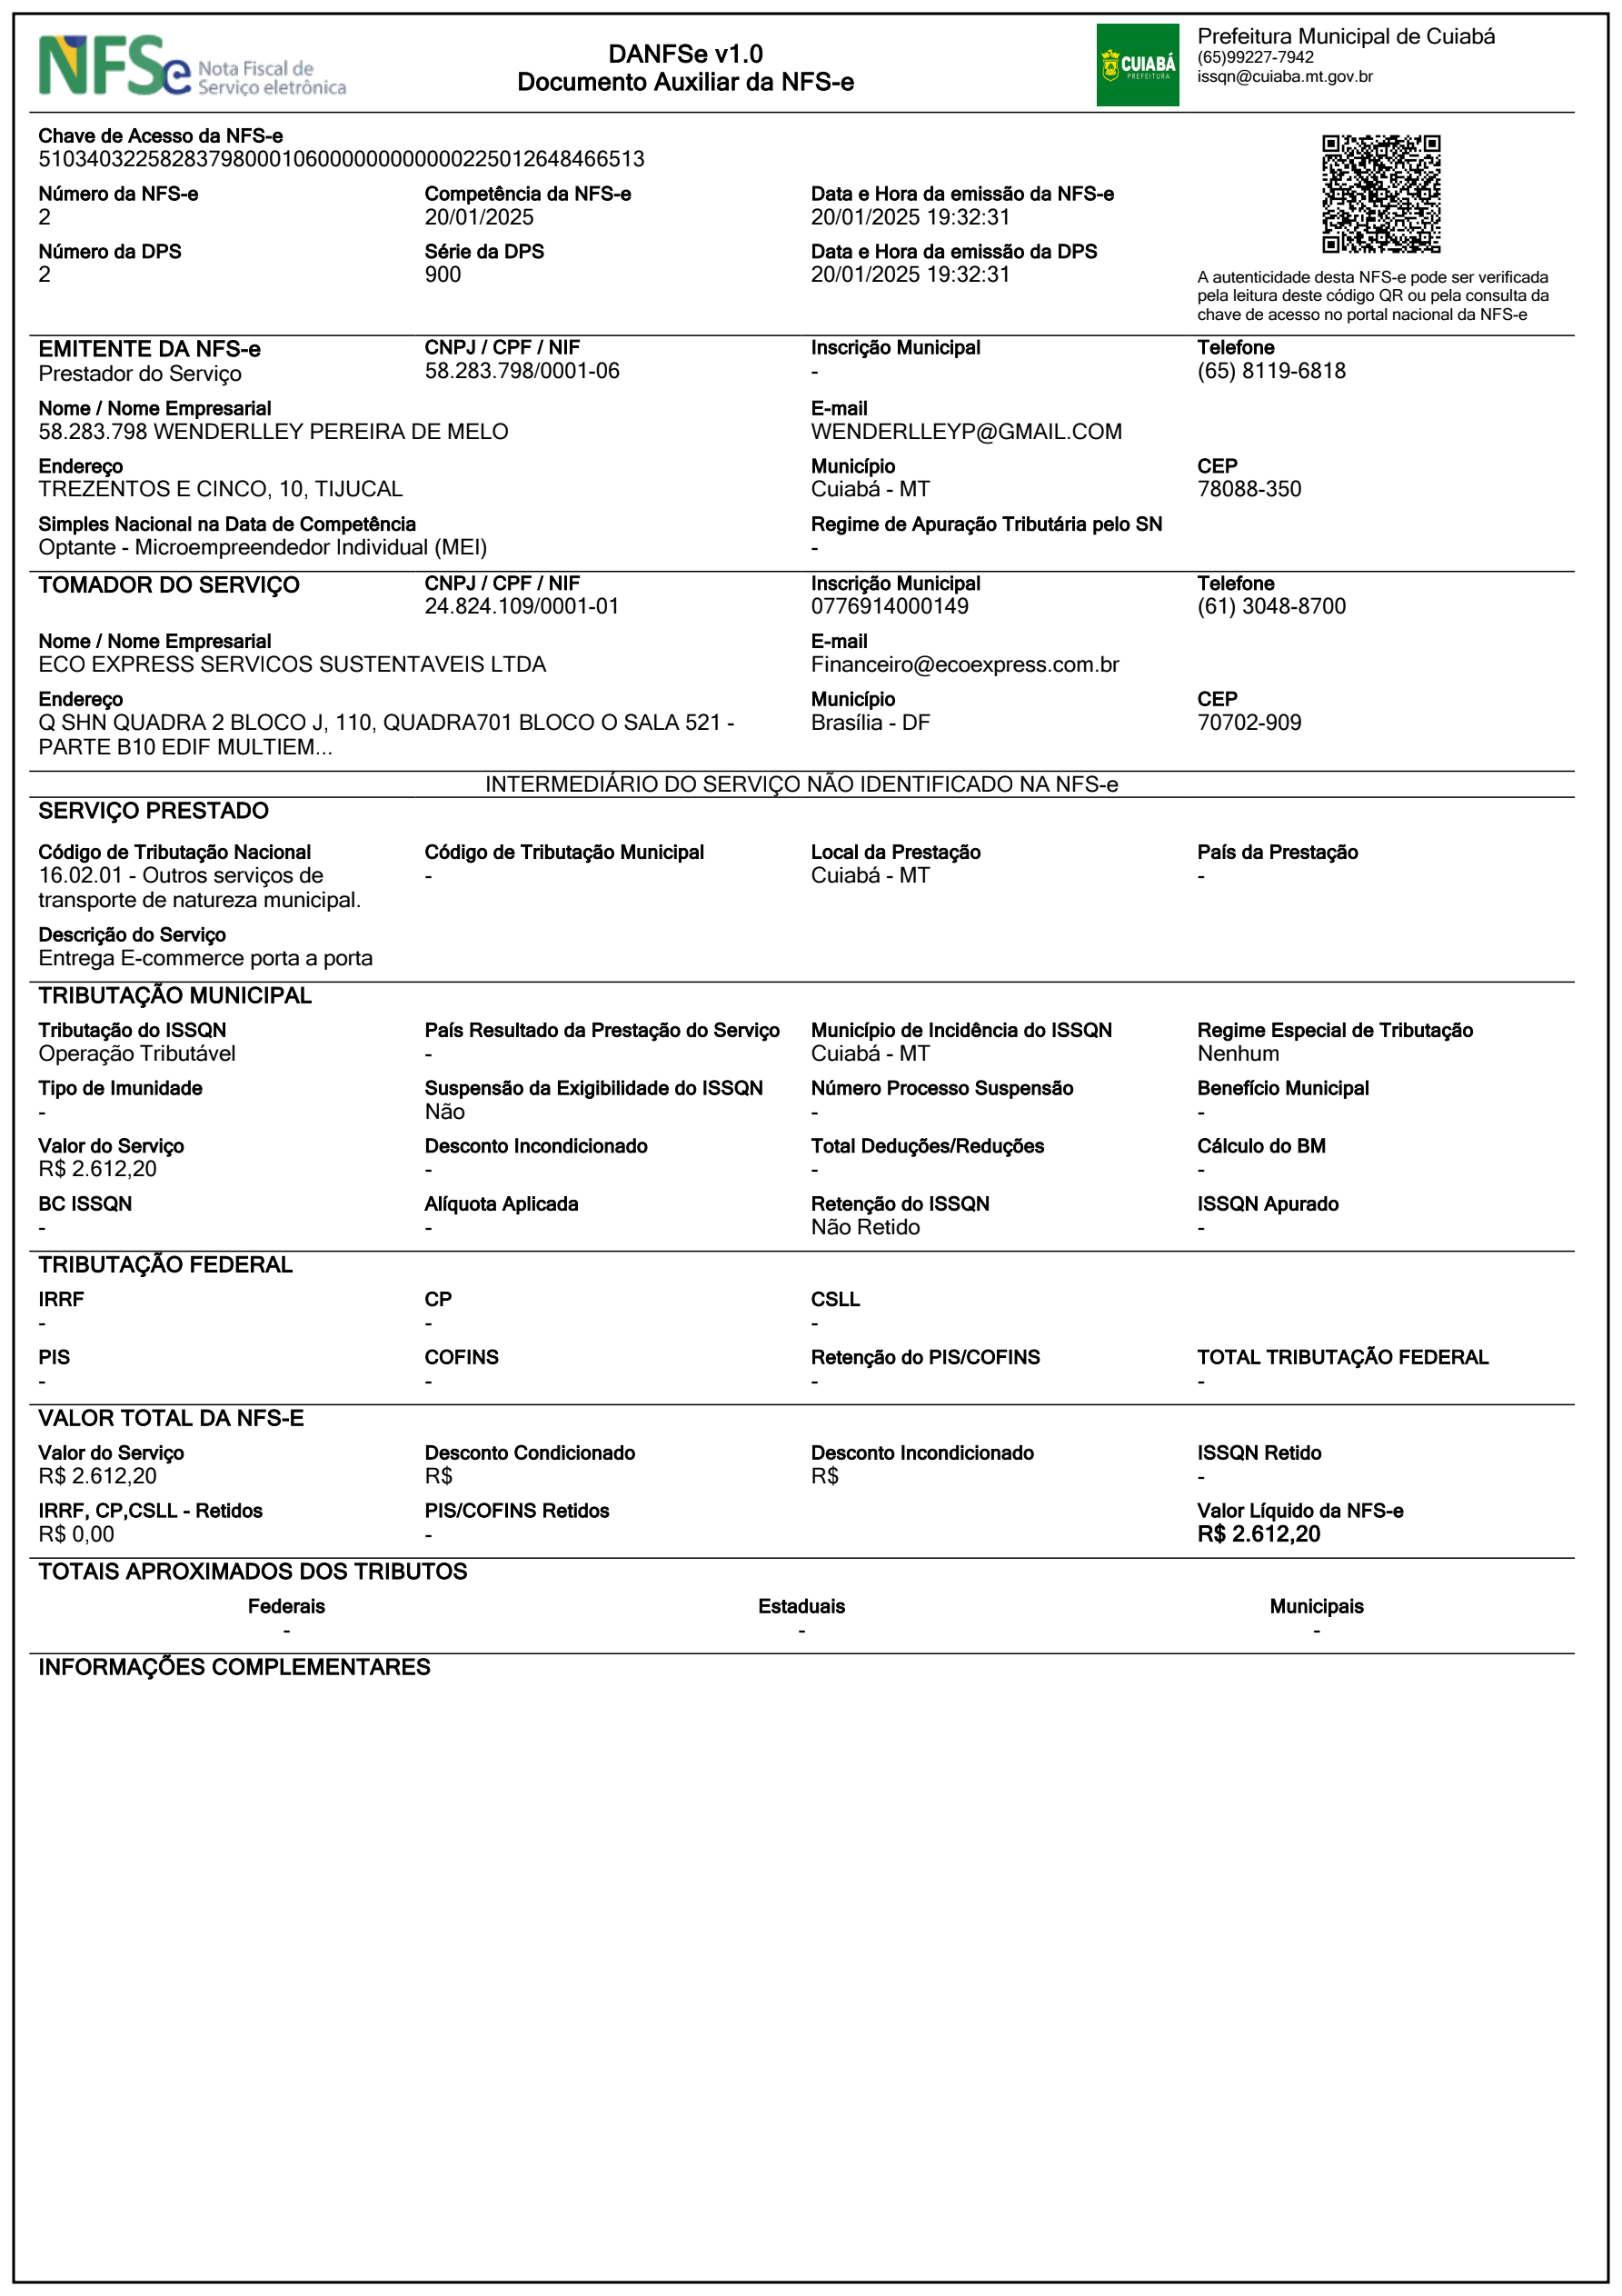 NFSe Nota Fiscal de Serviço eletrônica
DANFSe v1.0
Documento Auxiliar da NFS-e
CUIABÁ
PREFEITURA
Prefeitura Municipal de Cuiabá
(65)99227-7942
issqn@cuiaba.mt.gov.br
Chave de Acesso da NFS-e
51034032258283798000106000000000000225012648466513
Número da NFS-e Competência da NFS-e Data e Hora da emissão da NFS-e
2 20/01/2025 20/01/2025 19:32:31
Número da DPS Série da DPS Data e Hora da emissão da DPS
2 900 20/01/2025 19:32:31
A autenticidade desta NFS-e pode ser verificada
pela leitura deste código QR ou pela consulta da
chave de acesso no portal nacional da NFS-e
EMITENTE DA NFS-e CNPJ / CPF / NIF Inscrição Municipal Telefone
Prestador do Serviço 58.283.798/0001-06 - (65) 8119-6818
Nome / Nome Empresarial E-mail
58.283.798 WENDERLLEY PEREIRA DE MELO WENDERLLEYP@GMAIL.COM
Endereço Município CEP
TREZENTOS E CINCO, 10, TIJUCAL Cuiabá - MT 78088-350
Simples Nacional na Data de Competência Regime de Apuração Tributária pelo SN
Optante - Microempreendedor Individual (MEI) -
TOMADOR DO SERVIÇO CNPJ / CPF / NIF Inscrição Municipal Telefone
24.824.109/0001-01 0776914000149 (61) 3048-8700
Nome / Nome Empresarial E-mail
ECO EXPRESS SERVICOS SUSTENTAVEIS LTDA Financeiro@ecoexpress.com.br
Endereço Município CEP
Q SHN QUADRA 2 BLOCO J, 110, QUADRA701 BLOCO O SALA 521 - Brasília - DF 70702-909
PARTE B10 EDIF MULTIEM...
INTERMEDIÁRIO DO SERVIÇO NÃO IDENTIFICADO NA NFS-e
SERVIÇO PRESTADO
Código de Tributação Nacional Código de Tributação Municipal Local da Prestação País da Prestação
16.02.01 - Outros serviços de - Cuiabá - MT -
transporte de natureza municipal.
Descrição do Serviço
Entrega E-commerce porta a porta
TRIBUTAÇÃO MUNICIPAL
Tributação do ISSQN País Resultado da Prestação do Serviço Município de Incidência do ISSQN Regime Especial de Tributação
Operação Tributável - Cuiabá - MT Nenhum
Tipo de Imunidade Suspensão da Exigibilidade do ISSQN Número Processo Suspensão Benefício Municipal
- Não - -
Valor do Serviço Desconto Incondicionado Total Deduções/Reduções Cálculo do BM
R$ 2.612,20 - - -
BC ISSQN Alíquota Aplicada Retenção do ISSQN ISSQN Apurado
- - Não Retido -
TRIBUTAÇÃO FEDERAL
IRRF CP CSLL
- - -
PIS COFINS Retenção do PIS/COFINS TOTAL TRIBUTAÇÃO FEDERAL
- - - -
VALOR TOTAL DA NFS-E
Valor do Serviço Desconto Condicionado Desconto Incondicionado ISSQN Retido
R$ 2.612,20 R$ R$ -
IRRF, CP,CSLL - Retidos PIS/COFINS Retidos Valor Líquido da NFS-e
R$ 0,00 - R$ 2.612,20
TOTAIS APROXIMADOS DOS TRIBUTOS
Federais Estaduais Municipais
- - -
INFORMAÇÕES COMPLEMENTARES